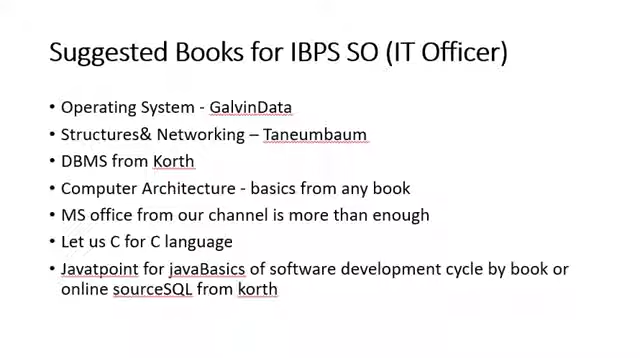 Suggested Books for IBPS SO (IT Officer)
• Operating System - GalvinData
• Structures& Networking – Taneumbaum
• DBMS from Korth
• Computer Architecture - basics from any book
• MS office from our channel is more than enough
• Let us C for C language
• Javatpoint for javaBasics of software development cycle by book or
online sourceSQL from korth